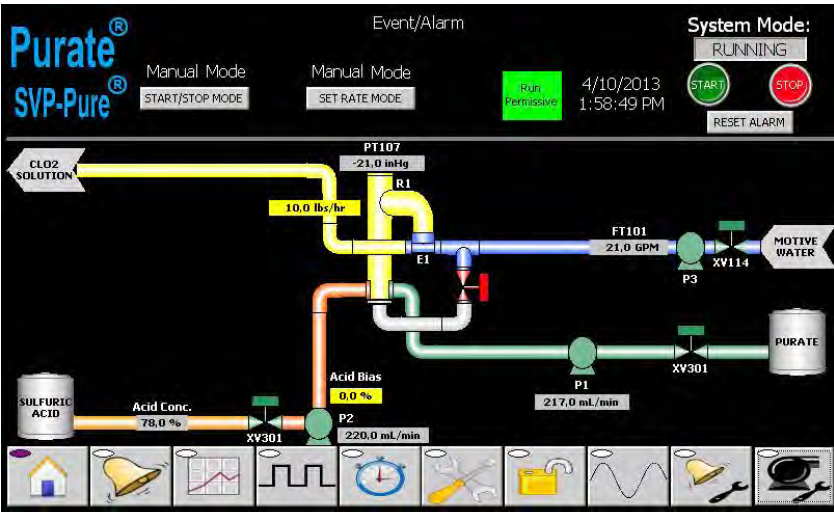 Event/Alarm
System Mode:
Purate®
RUNNING
Manual Mode
Manual Mode
SVP-Pure®
START/STOP MODE
SET RATE MODE
Run
Permissive
4/10/2013
1:58:49 PM
START
STOP
RESET ALARM
PT107
-21,0 inHg
CLO2
SOLUTION
R1
10,0 lbs/hr
FT101
21,0 GPM
MOTIVE
WATER
E1
P3
XV114
PURATE
XV301
Acid Bias
0,0 %
P1
217,0 mL/min
SULFURIC
ACID
Acid Conc.
78,0 %
P2
XV301
220,0 mL/min